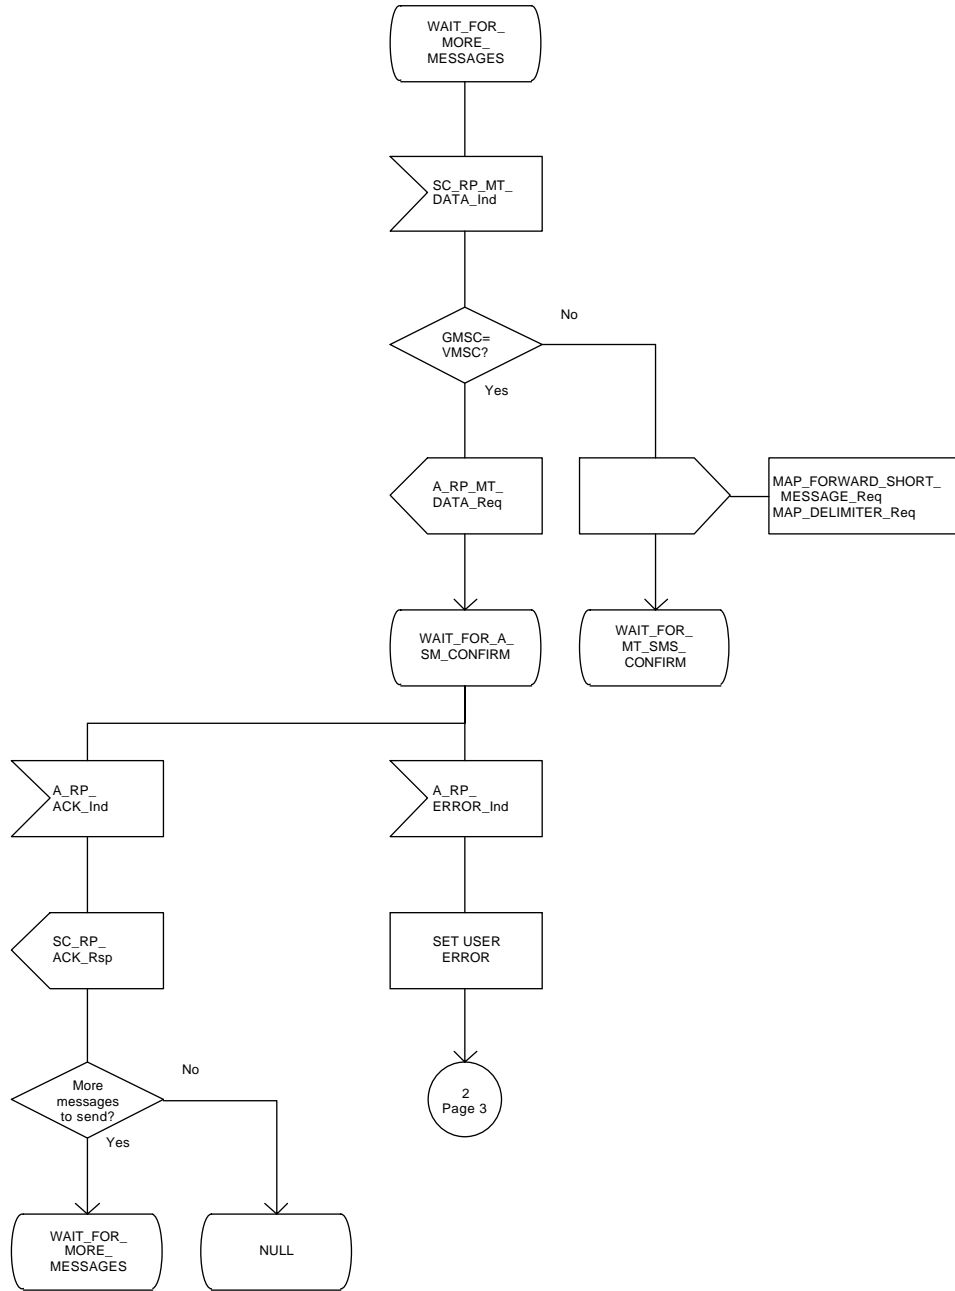 WAIT_FOR_
MORE_
MESSAGES
SC_RP_MT_
DATA_Ind
No
GMSC=
VMSC?
Yes
A_RP_MT_
DATA_Req
MAP_FORWARD_SHORT_
MESSAGE_Req
MAP_DELIMITER_Req
WAIT_FOR_A_
SM_CONFIRM
WAIT_FOR_
MT_SMS_
CONFIRM
A_RP_
ACK_Ind
A_RP_
ERROR_Ind
SC_RP_
ACK_Rsp
SET USER
ERROR
No
More
messages
to send?
Yes
2
Page 3
WAIT_FOR_
MORE_
MESSAGES
NULL